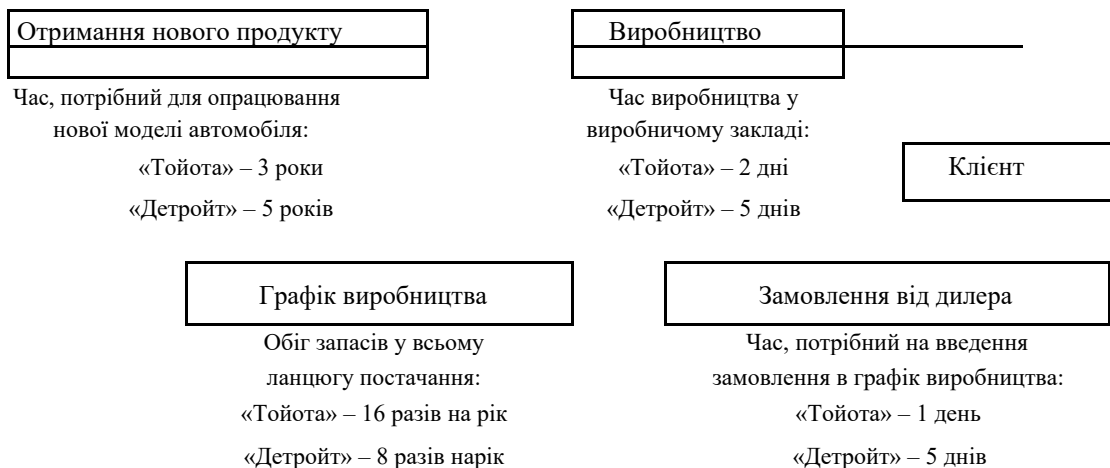 Отримання нового продукту
Виробництво
Час, потрібний для опрацювання
нової моделі автомобіля:
«Тойота» – 3 роки
«Детройт» – 5 років
Час виробництва у
виробничому закладі:
«Тойота» – 2 дні
«Детройт» – 5 днів
Клієнт
Графік виробництва
Обіг запасів у всьому
ланцюгу постачання:
«Тойота» – 16 разів на рік
«Детройт» – 8 разів нарік
Замовлення від дилера
Час, потрібний на введення
замовлення в графік виробництва:
«Тойота» – 1 день
«Детройт» – 5 днів